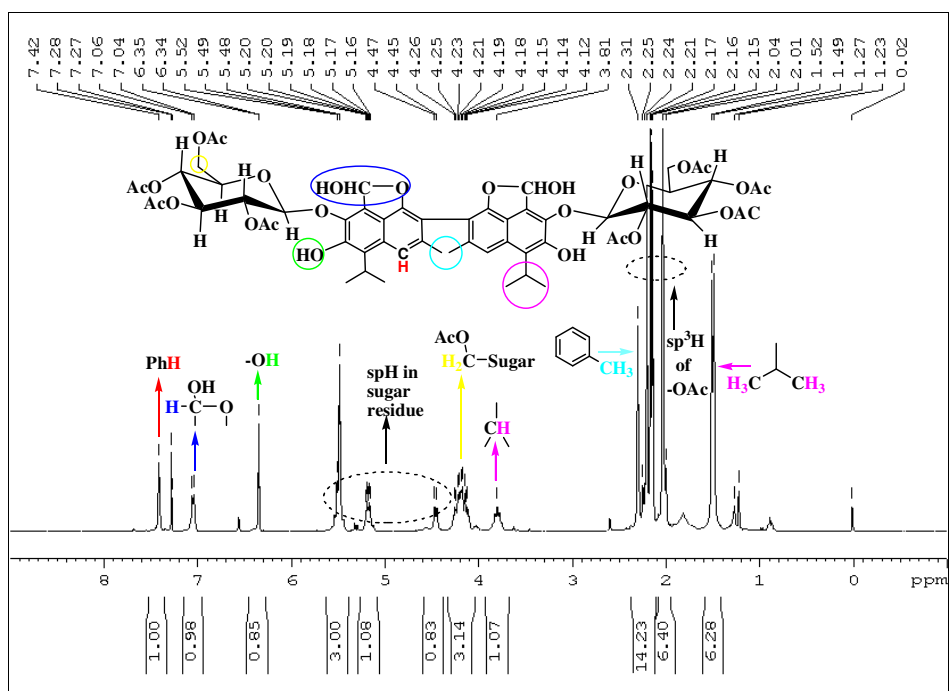 7.42 7.28 7.27 7.06 7.04 6.35 6.34 5.52 5.49 5.48 5.20 5.20 5.19 5.18 5.17 5.16 4.47 4.45 4.26 4.25 4.23 4.21 4.19 4.18 4.15 4.14 4.12 3.81 2.31 2.25 2.24 2.21 2.17 2.16 2.15 2.04 2.01 1.52 1.49 1.27 1.23 0.02
OAc
H
AcO
O
H
AcO
H
OAc
H
H
O
HOHC
O
O
CHOH
O
HO
C
H
OH
O
OAc
H
OAc
OAC
H
AcO
H
H
PhH
OH
H-C-O
-OH
spH in
sugar
residue
AcO
H₂C-Sugar
CH
CH₃
sp³H
of
-OAc
H₃C CH₃
8 7 6 5 4 3 2 1 0 ppm
1.00 0.98 0.85 3.00 1.08 0.83 3.14 1.07 14.23 6.40 6.28